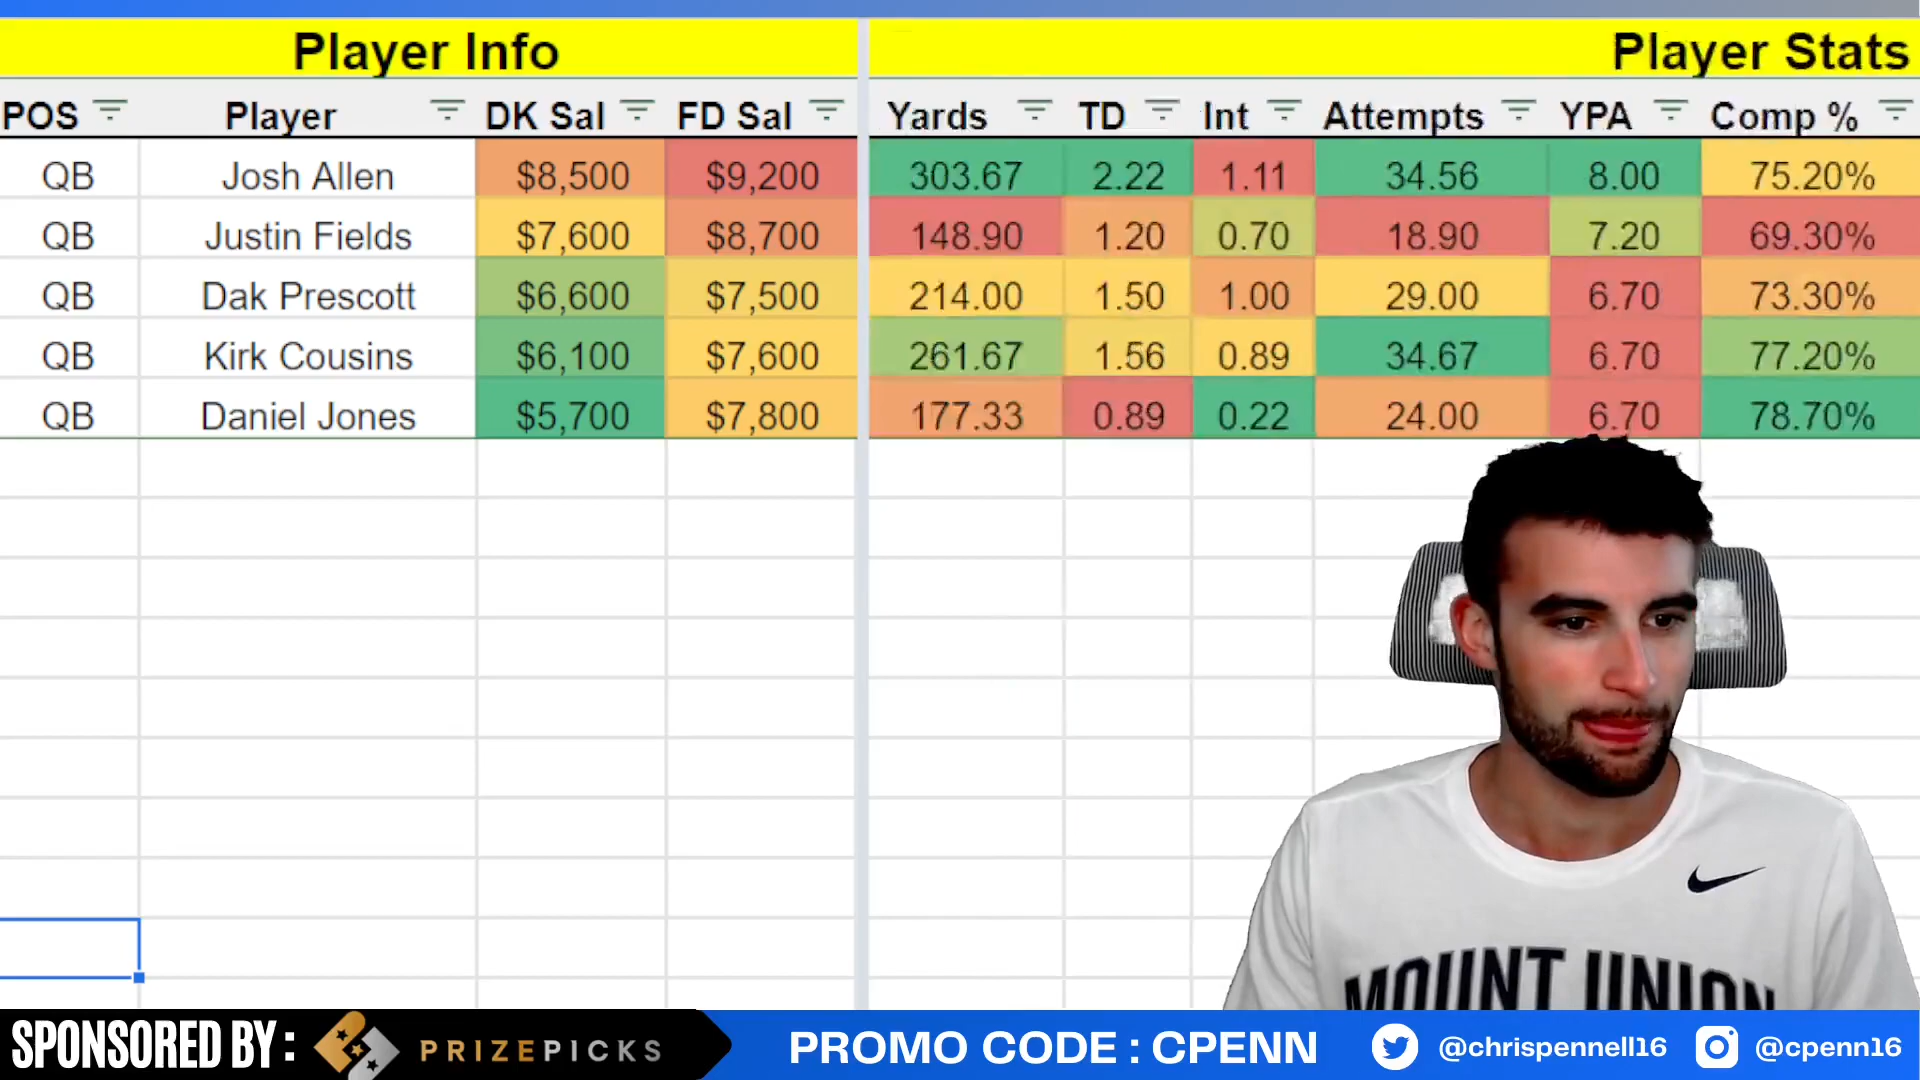 Player Info Player Stats
POS Player DK Sal FD Sal Yards TD Int Attempts YPA Comp %
QB Josh Allen $8,500 $9,200 303.67 2.22 1.11 34.56 8.00 75.20%
QB Justin Fields $7,600 $8,700 148.90 1.20 0.70 18.90 7.20 69.30%
QB Dak Prescott $6,600 $7,500 214.00 1.50 1.00 29.00 6.70 73.30%
QB Kirk Cousins $6,100 $7,600 261.67 1.56 0.89 34.67 6.70 77.20%
QB Daniel Jones $5,700 $7,800 177.33 0.89 0.22 24.00 6.70 78.70%
MOUNT UNION
SPONSORED BY : PRIZEPICKS PROMO CODE : CPENN @chrispennell16 @cpenn16